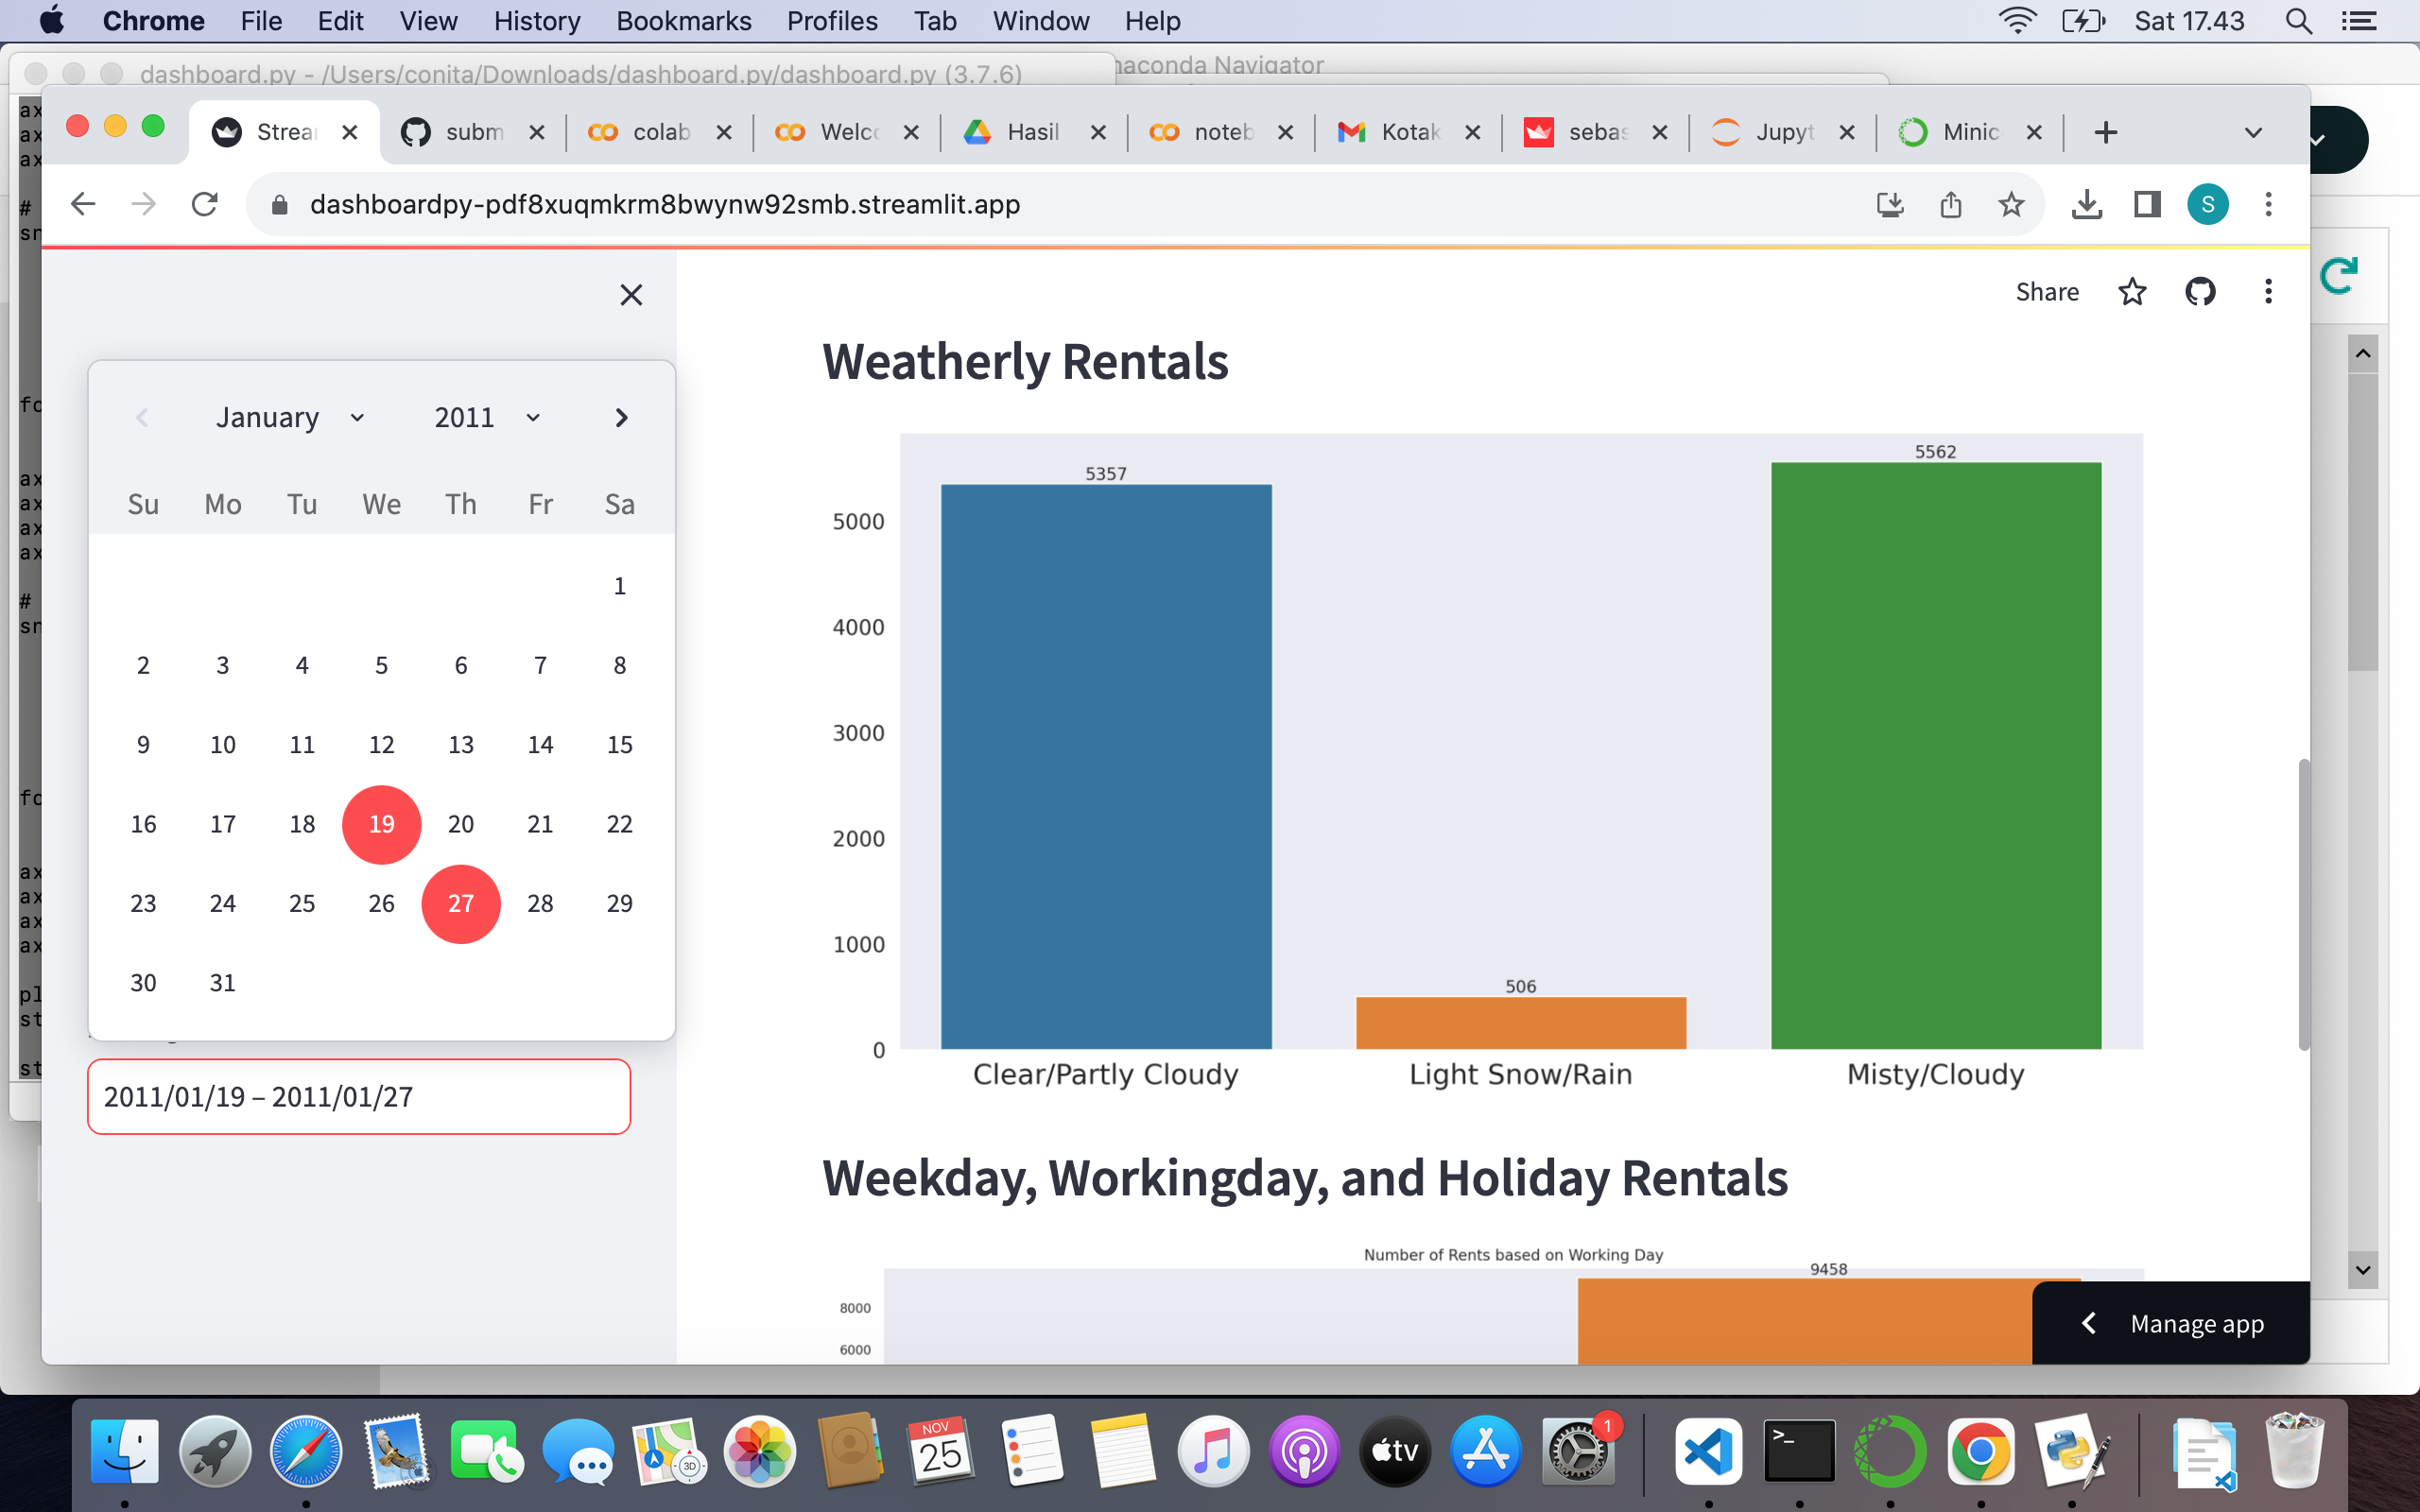 Chrome File Edit View History Bookmarks Profiles Tab Window Help Sat 17.43
dashboard.py - /Users/conita/Downloads/dashboard.py/dashboard.py (3.7.6)
naconda Navigator
Strea subm colab Welc Hasil noteb Kotak sebas Jupyt Minic
dashboardpy-pdf8xuqmkrm8bwynw92smb.streamlit.app S
Share
January 2011
Su Mo Tu We Th Fr Sa
1
2 3 4 5 6 7 8
9 10 11 12 13 14 15
16 17 18 19 20 21 22
23 24 25 26 27 28 29
30 31
2011/01/19 – 2011/01/27
Weatherly Rentals
5357
506
5562
5000
4000
3000
2000
1000
0
Clear/Partly Cloudy Light Snow/Rain Misty/Cloudy
Weekday, Workingday, and Holiday Rentals
Number of Rents based on Working Day
9458
8000
6000
Manage app
NOV
25
3D
tv
1
>_